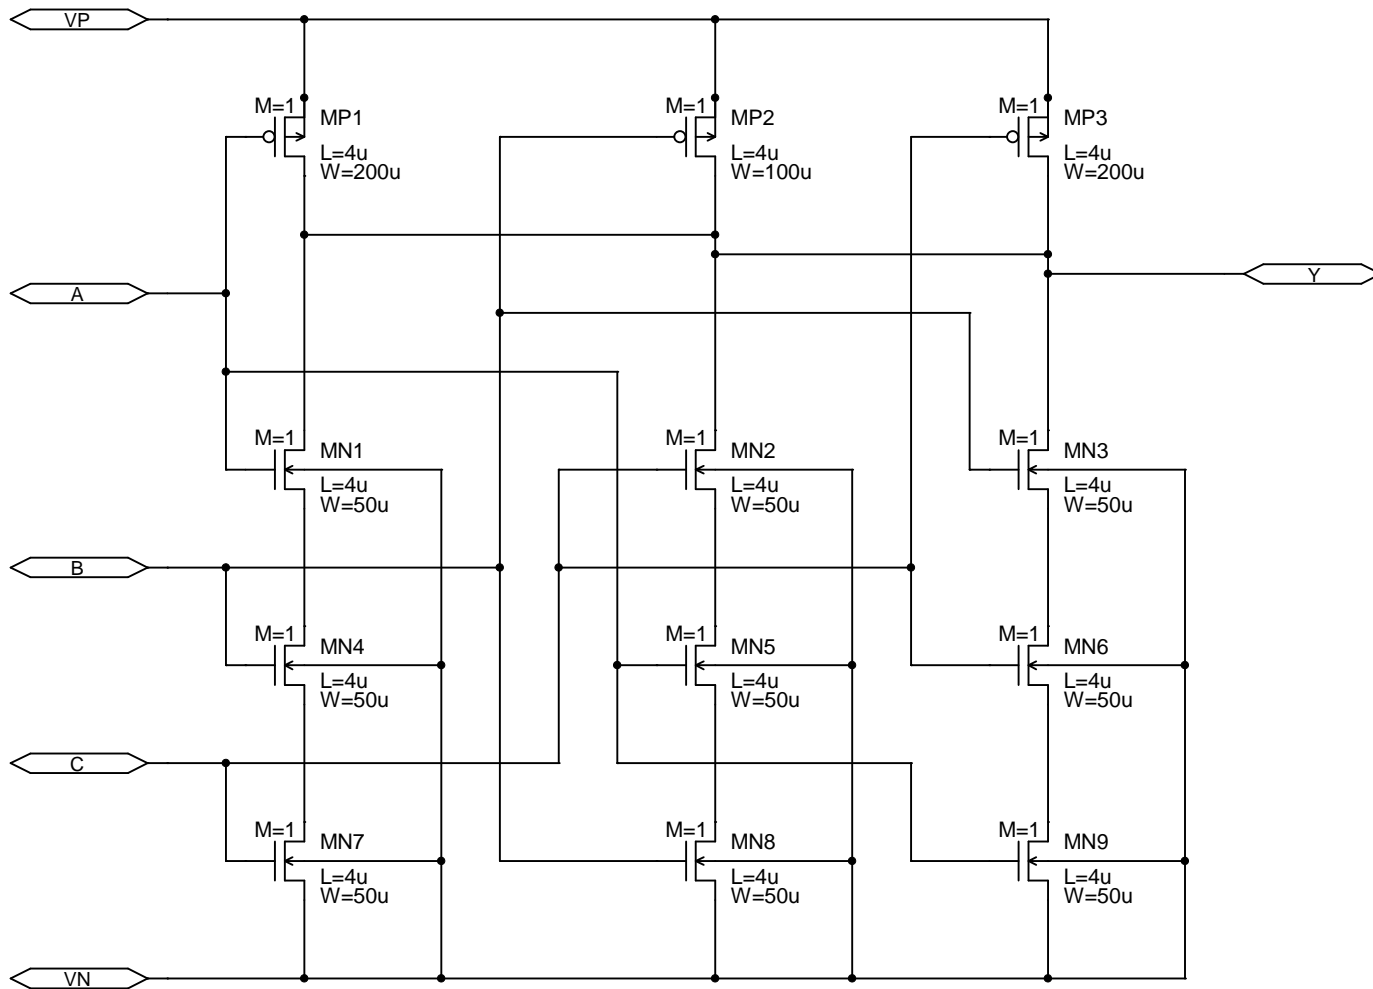 VP
M=1 MP1
L=4u
W=200u
M=1 MP2
L=4u
W=100u
M=1 MP3
L=4u
W=200u
A
Y
M=1 MN1
L=4u
W=50u
M=1 MN2
L=4u
W=50u
M=1 MN3
L=4u
W=50u
B
M=1 MN4
L=4u
W=50u
M=1 MN5
L=4u
W=50u
M=1 MN6
L=4u
W=50u
C
M=1 MN7
L=4u
W=50u
M=1 MN8
L=4u
W=50u
M=1 MN9
L=4u
W=50u
VN